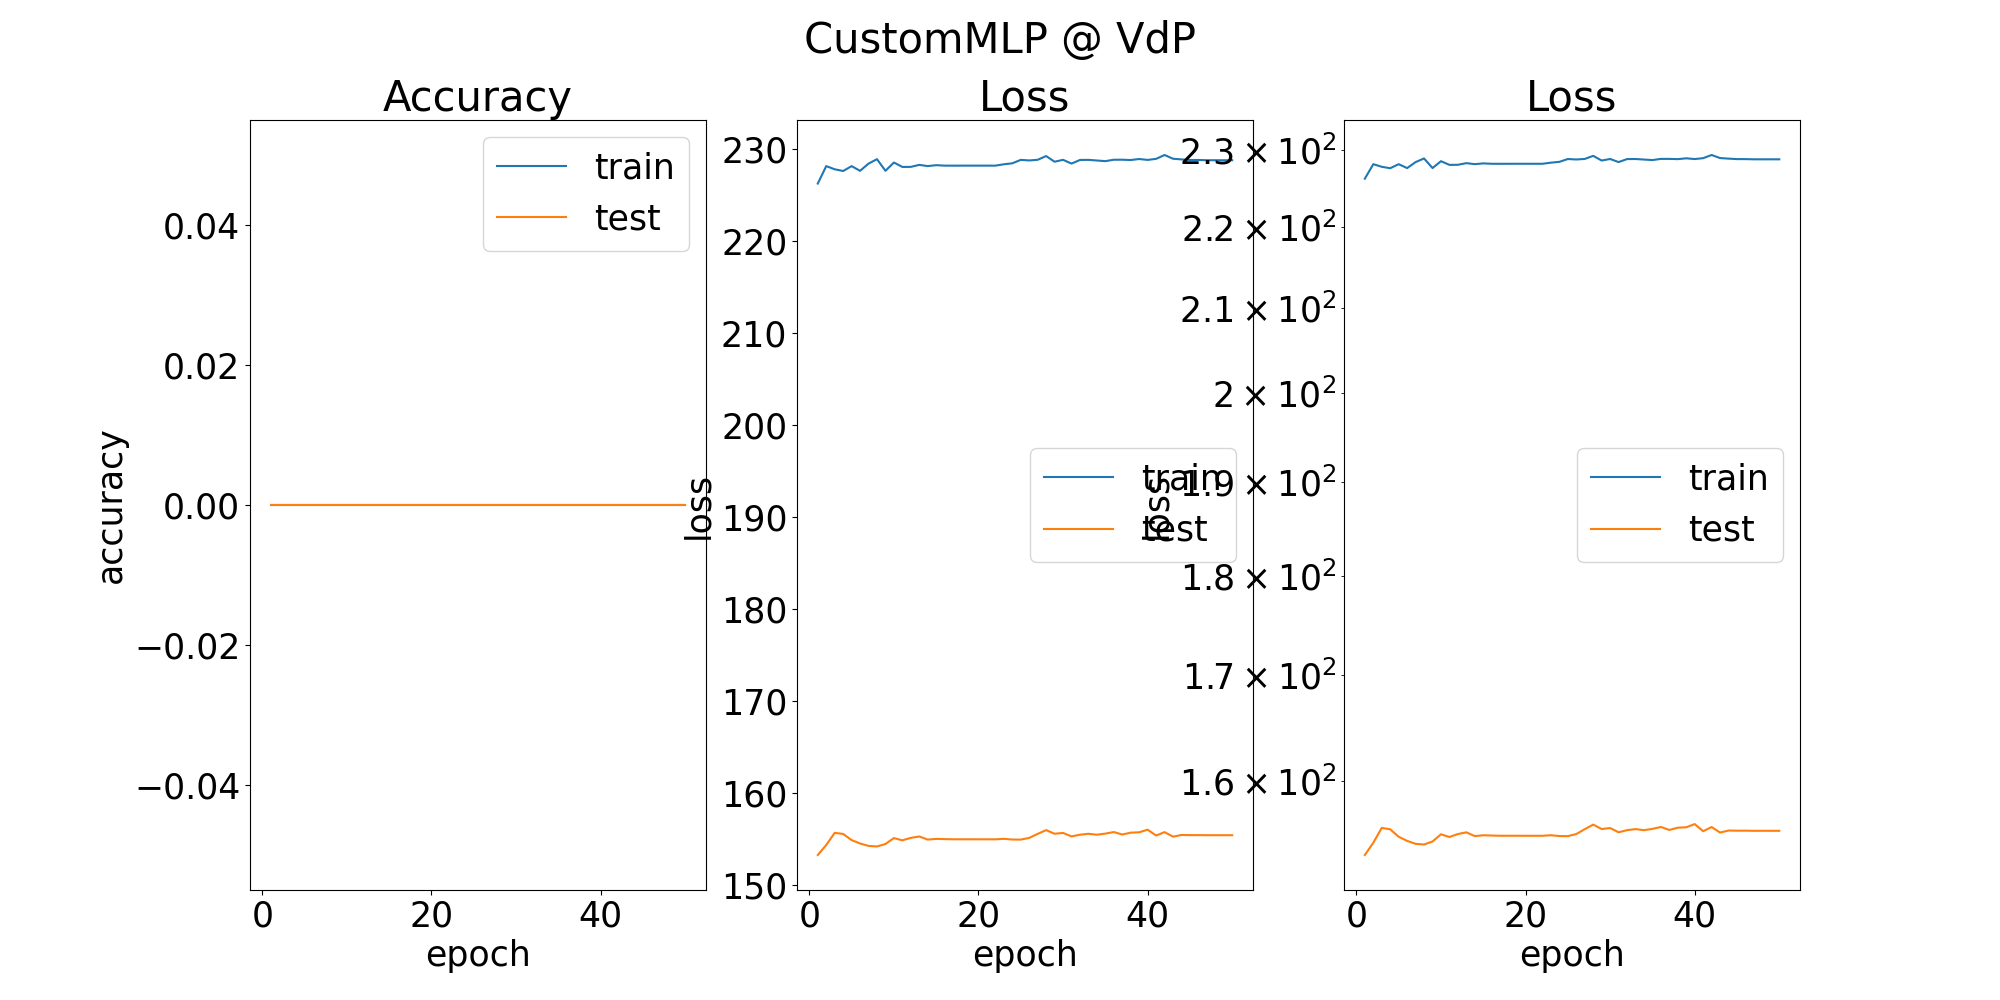 CustomMLP @ VdP
Accuracy
accuracy
0.04
0.02
0.00
−0.02
−0.04
0
20
40
epoch
train
test
Loss
loss
230
220
210
200
190
180
170
160
150
0
20
40
epoch
train
test
Loss
loss
2.3 × 10²
2.2 × 10²
2.1 × 10²
2 × 10²
1.9 × 10²
1.8 × 10²
1.7 × 10²
1.6 × 10²
0
20
40
epoch
train
test